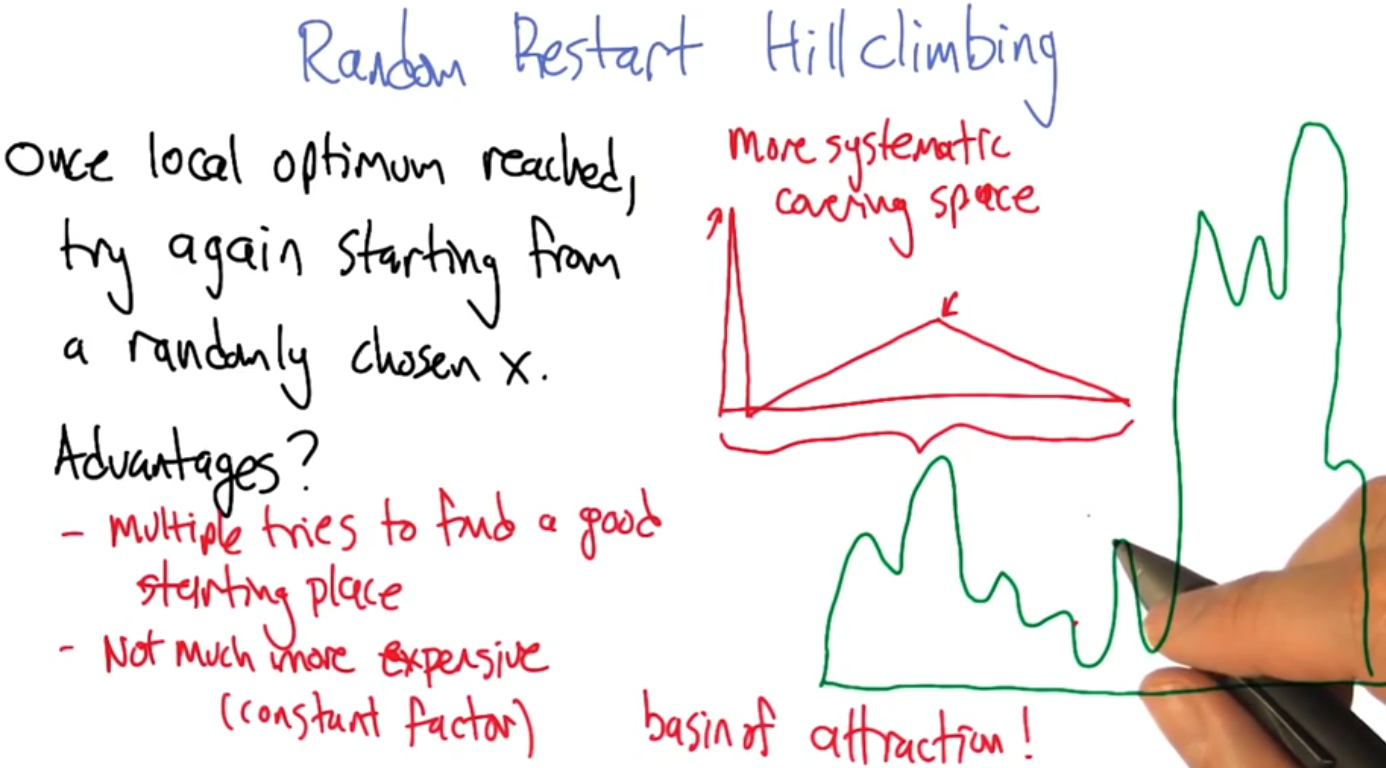 Random Restart Hillclimbing
Once local optimum reached,
try again starting from
a randomly chosen x.
Advantages?
- multiple tries to find a good
starting place
- Not much more expensive
(constant factor)
more systematic
covering space
basin of attraction!